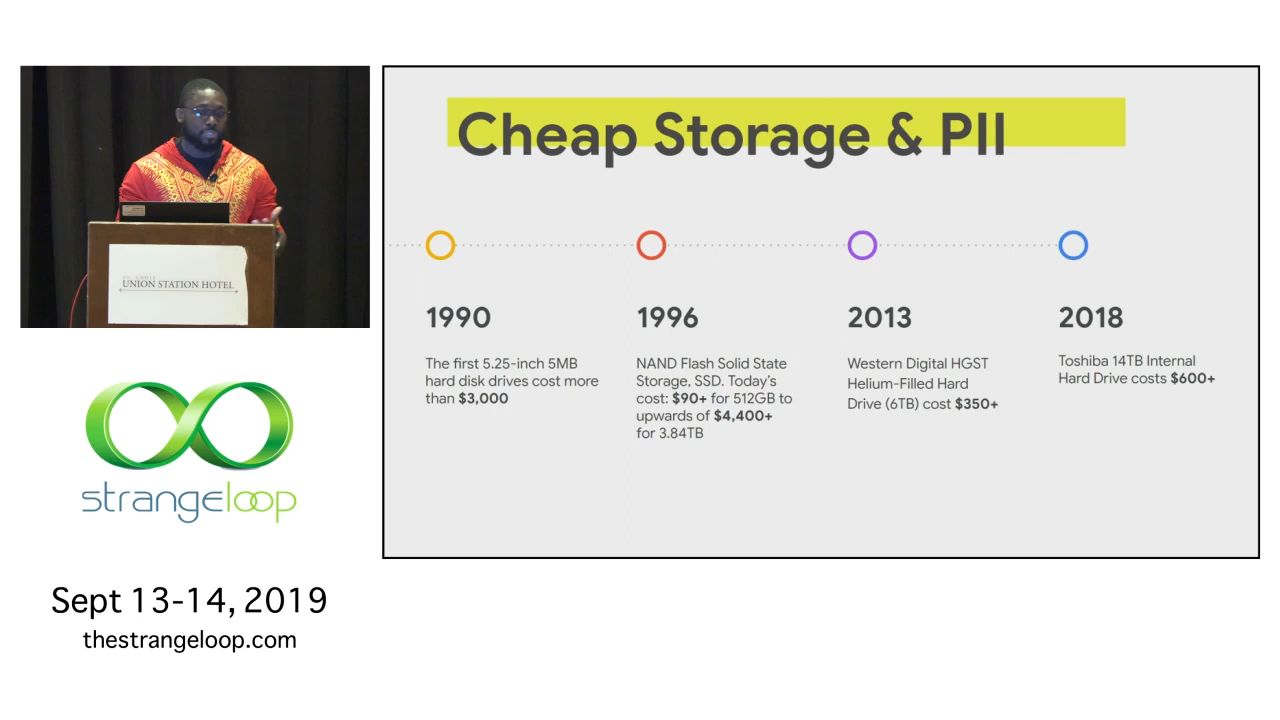 Cheap Storage & PII
1990
The first 5.25-inch 5MB
hard disk drives cost more
than $3,000
1996
NAND Flash Solid State
Storage, SSD. Today's
cost: $90+ for 512GB to
upwards of $4,400+
for 3.84TB
2013
Western Digital HGST
Helium-Filled Hard
Drive (6TB) cost $350+
2018
Toshiba 14TB Internal
Hard Drive costs $600+
ST. LOUIS
UNION STATION HOTEL
strangeloop
Sept 13-14, 2019
thestrangeloop.com